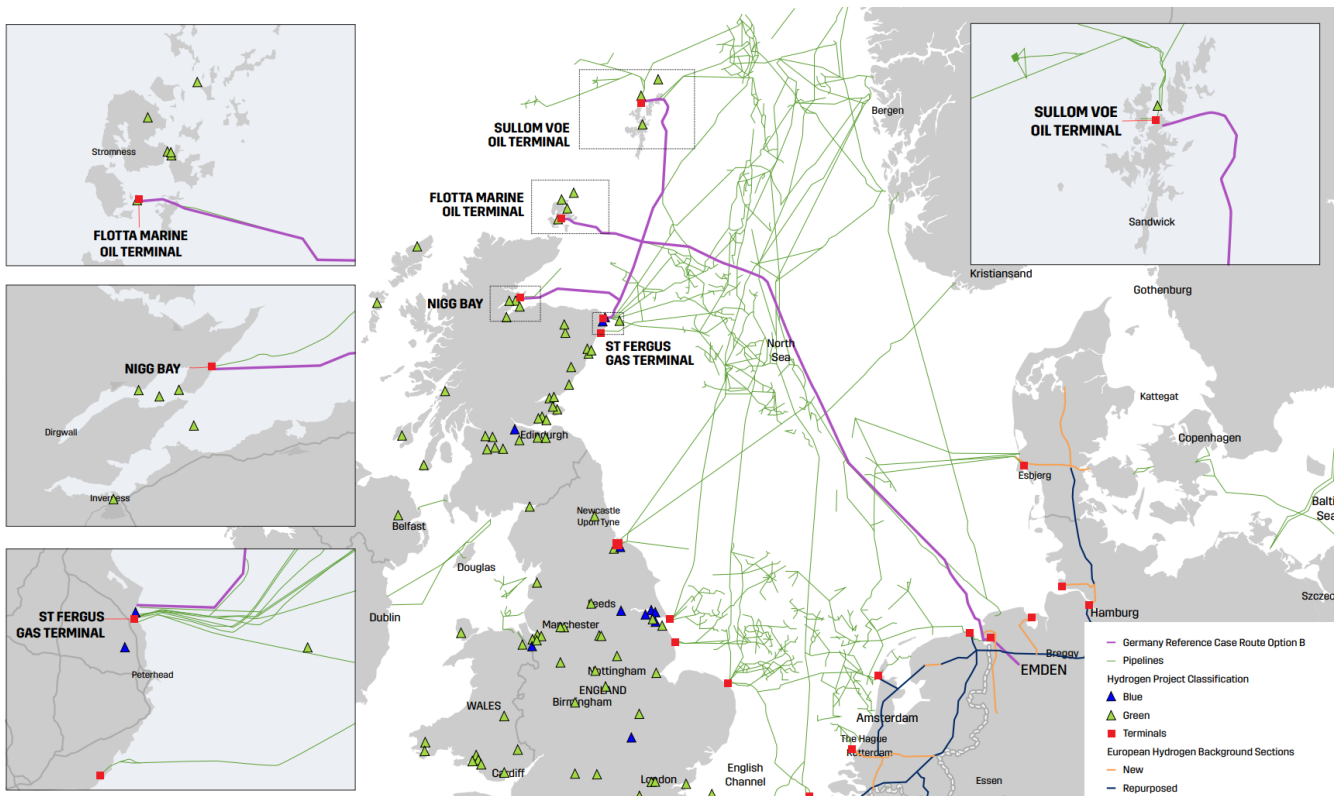 Stromness
FLOTTA MARINE
OIL TERMINAL
NIGG BAY
Dirgwall
Inverness
ST FERGUS
GAS TERMINAL
Peterhead
SULLOM VOE
OIL TERMINAL
FLOTTA MARINE
OIL TERMINAL
NIGG BAY
ST FERGUS
GAS TERMINAL
Bergen
SULLOM VOE
OIL TERMINAL
Sandwick
Kristiansand
Gothenburg
North
Sea
Kattegat
Copenhagen
Esbjerg
Edinburgh
Newcastle
Upon Tyne
Belfast
Douglas
Dublin
Leeds
Manchester
Nottingham
ENGLAND
Birmingham
WALES
Cardiff
London
English
Channel
Amsterdam
The Hague
Rotterdam
Essen
EMDEN
Breggy
Hamburg
Szczec
Balti
Sea
Germany Reference Case Route Option B
Pipelines
Hydrogen Project Classification
Blue
Green
Terminals
European Hydrogen Background Sections
New
Repurposed